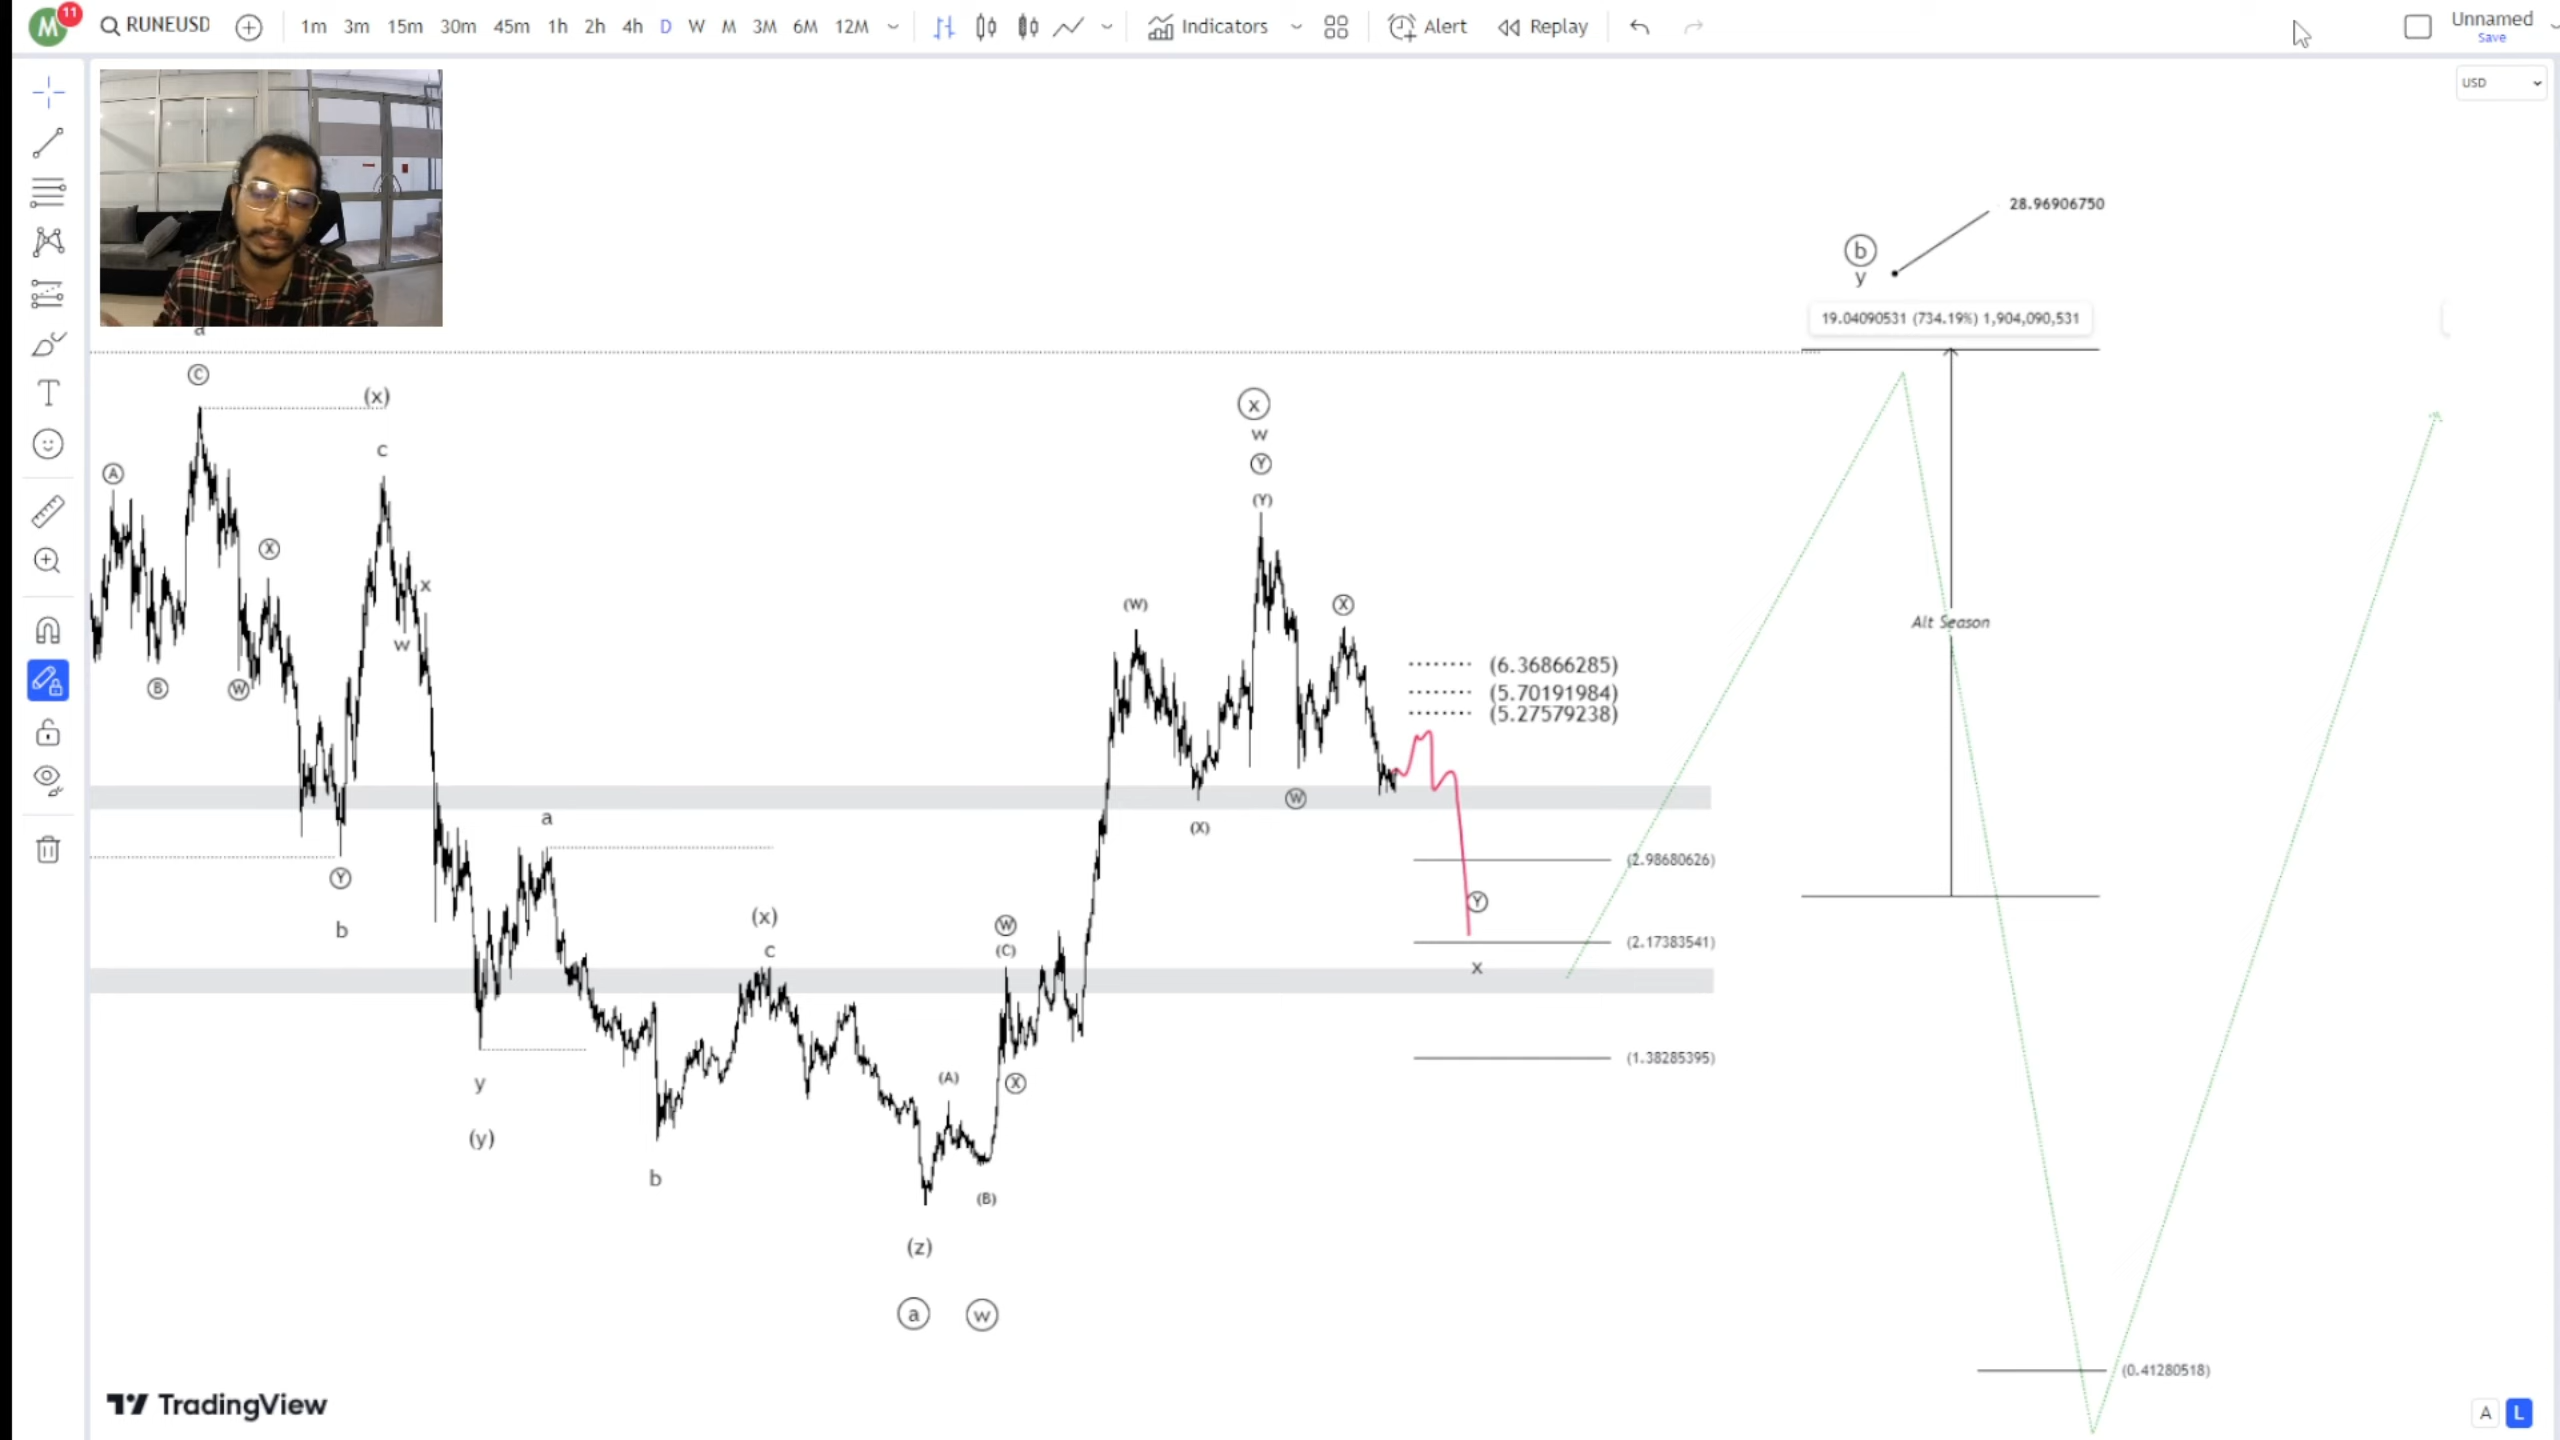 M 11 RUNEUSD 1m 3m 15m 30m 45m 1h 2h 4h D W M 3M 6M 12M Indicators Alert Replay Unnamed
Save
USD
28.96906750
b
y
19.04090531 (734.19%) 1,904,090,531
a
C
(x)
c
A
X
x
w
B
W
Y
b
a
y
(y)
b
(x)
c
(z)
a
w
(A)
(B)
W
(C)
X
(W)
(X)
x
w
Y
(Y)
W
X
(6.36866285)
(5.70191984)
(5.27579238)
(2.98680626)
Y
(2.17383541)
x
(1.38285395)
Alt Season
(0.41280518)
TradingView
A L